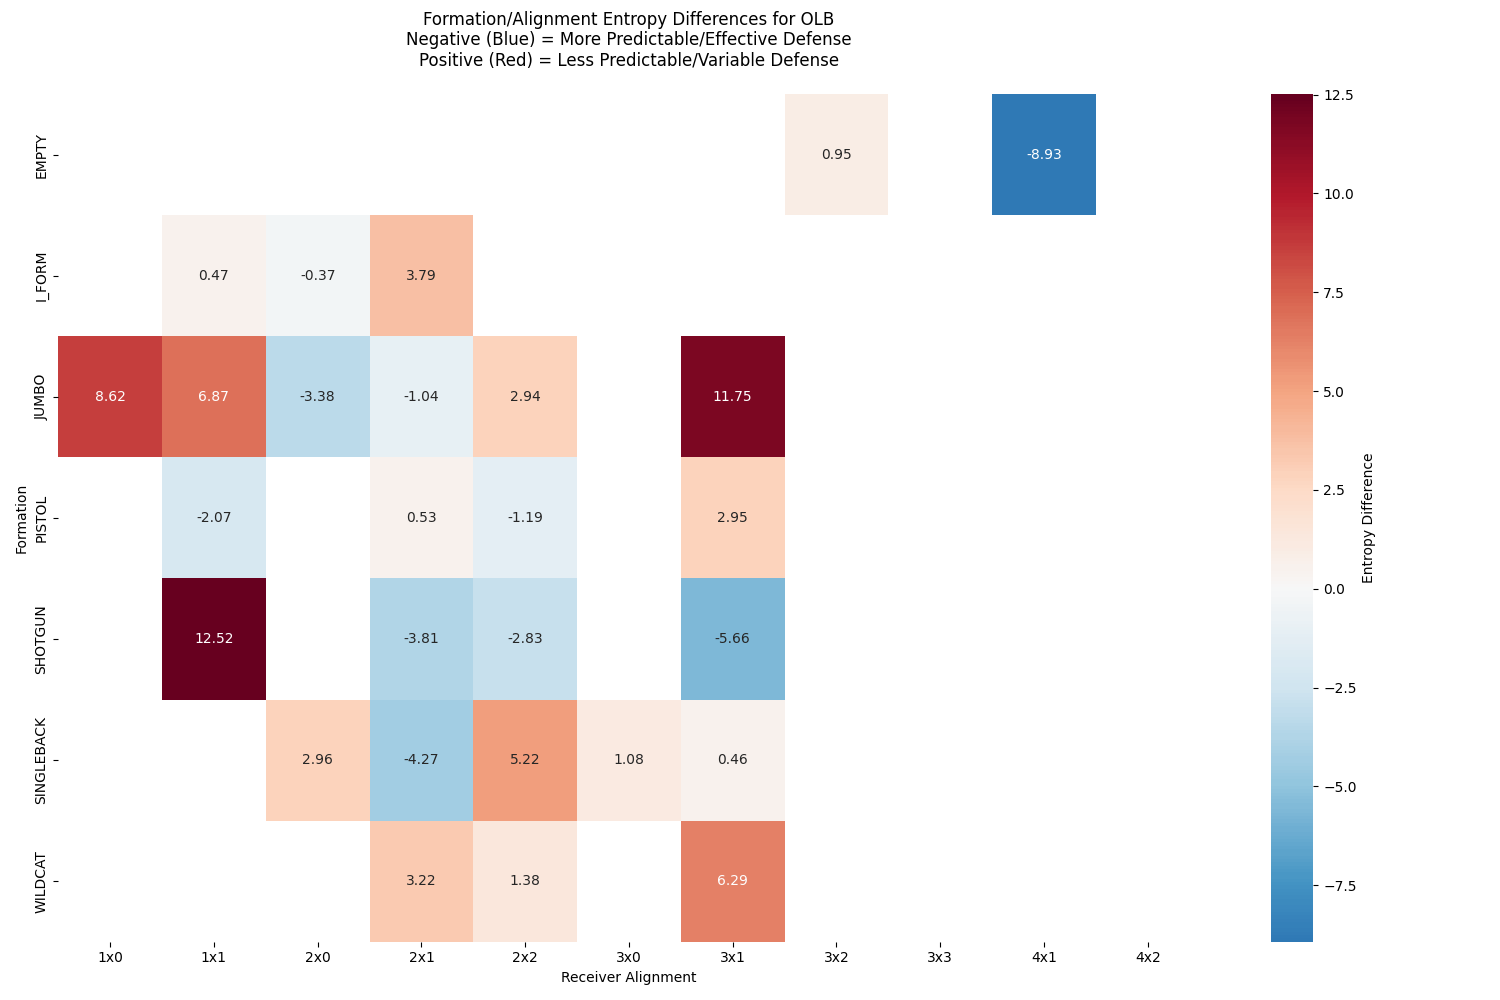 Formation/Alignment Entropy Differences for OLB
Negative (Blue) = More Predictable/Effective Defense
Positive (Red) = Less Predictable/Variable Defense
Formation
EMPTY
0.95
-8.93
I_FORM
0.47
-0.37
3.79
JUMBO
8.62
6.87
-3.38
-1.04
2.94
11.75
PISTOL
-2.07
0.53
-1.19
2.95
SHOTGUN
12.52
-3.81
-2.83
-5.66
SINGLEBACK
2.96
-4.27
5.22
1.08
0.46
WILDCAT
3.22
1.38
6.29
1x0
1x1
2x0
2x1
2x2
3x0
3x1
3x2
3x3
4x1
4x2
Receiver Alignment
12.5
10.0
7.5
5.0
2.5
0.0
−2.5
−5.0
−7.5
Entropy Difference